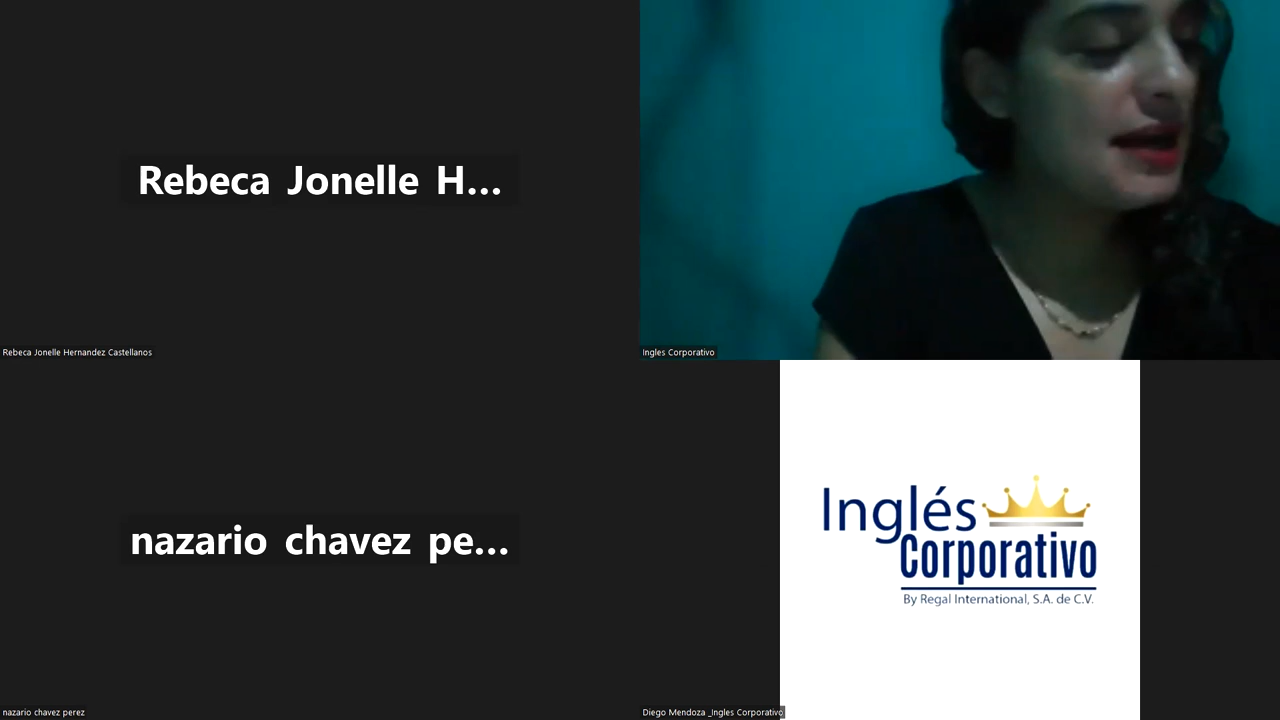 Rebeca Jonelle H...
Rebeca Jonelle Hernandez Castellanos
Ingles Corporativo
nazario chavez pe...
nazario chavez perez
Inglés
Corporativo
By Regal International, S.A. de C.V.
Diego Mendoza _Ingles Corporativo